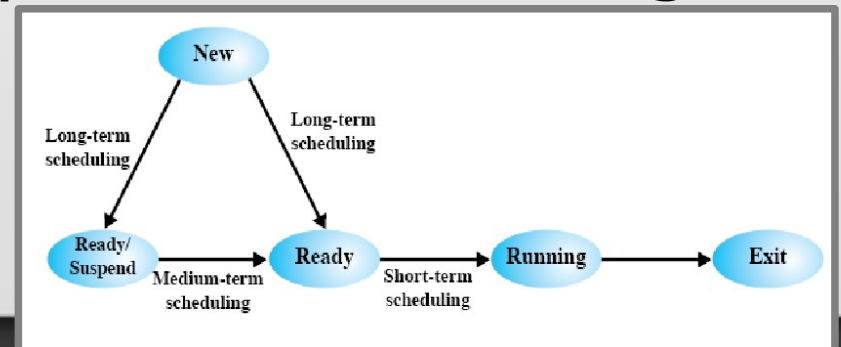 New
Long-term
scheduling
Long-term
scheduling
Ready/
Suspend
Medium-term
scheduling
Ready
Short-term
scheduling
Running
Exit